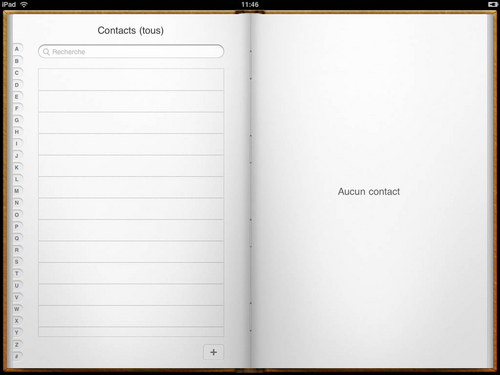 iPad
11:46
Contacts (tous)
Recherche
A
B
C
D
E
F
G
H
I
J
K
L
M
N
O
P
Q
R
S
T
U
V
W
X
Y
Z
#
+
Aucun contact